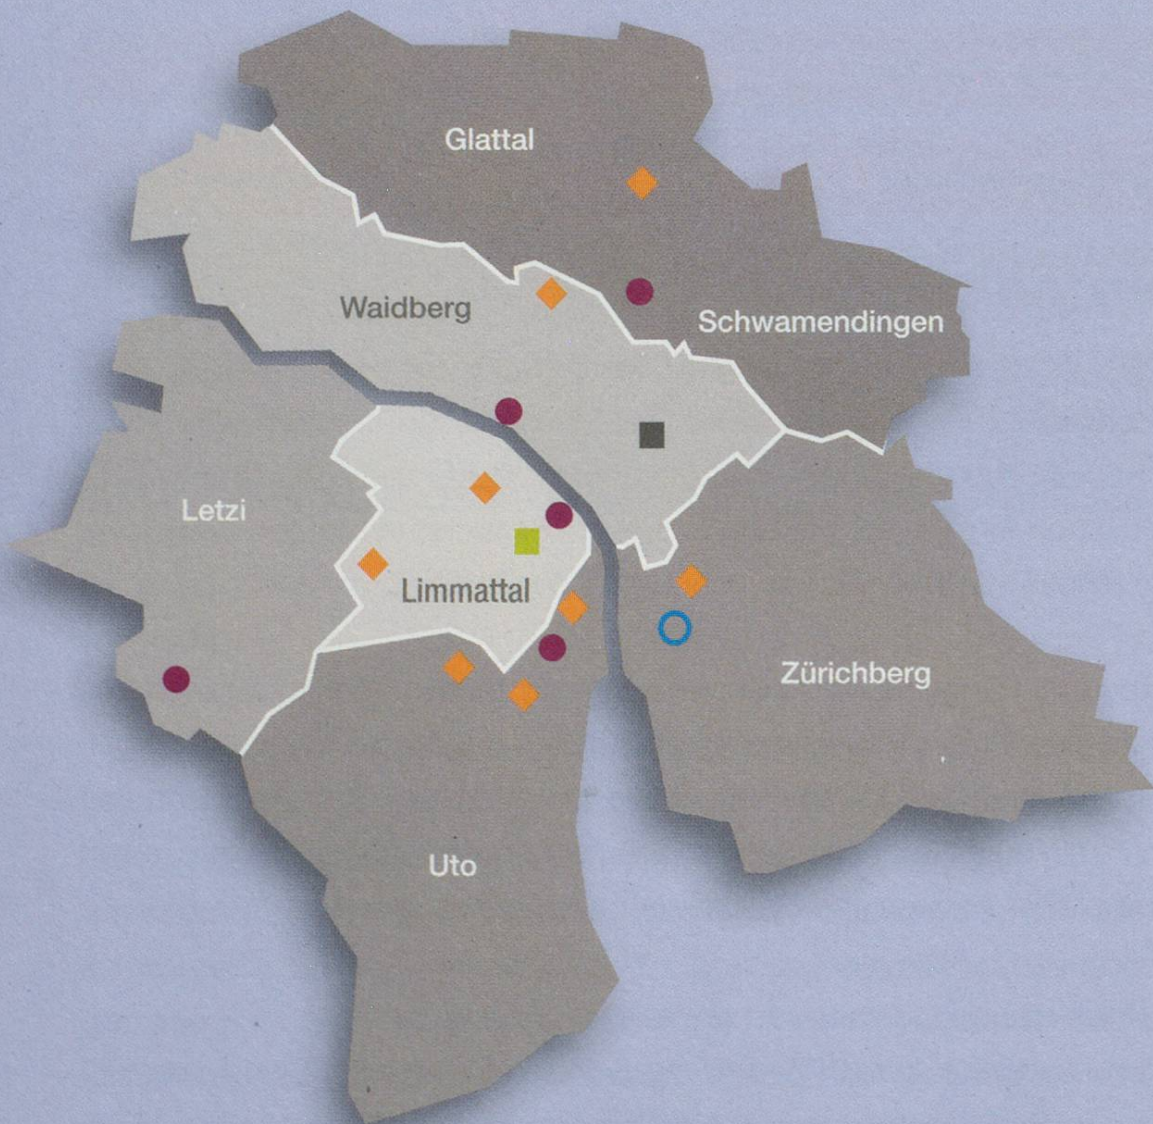 Glattal
Waidberg
Schwamendingen
Letzi
Limmattal
Zürichberg
Uto